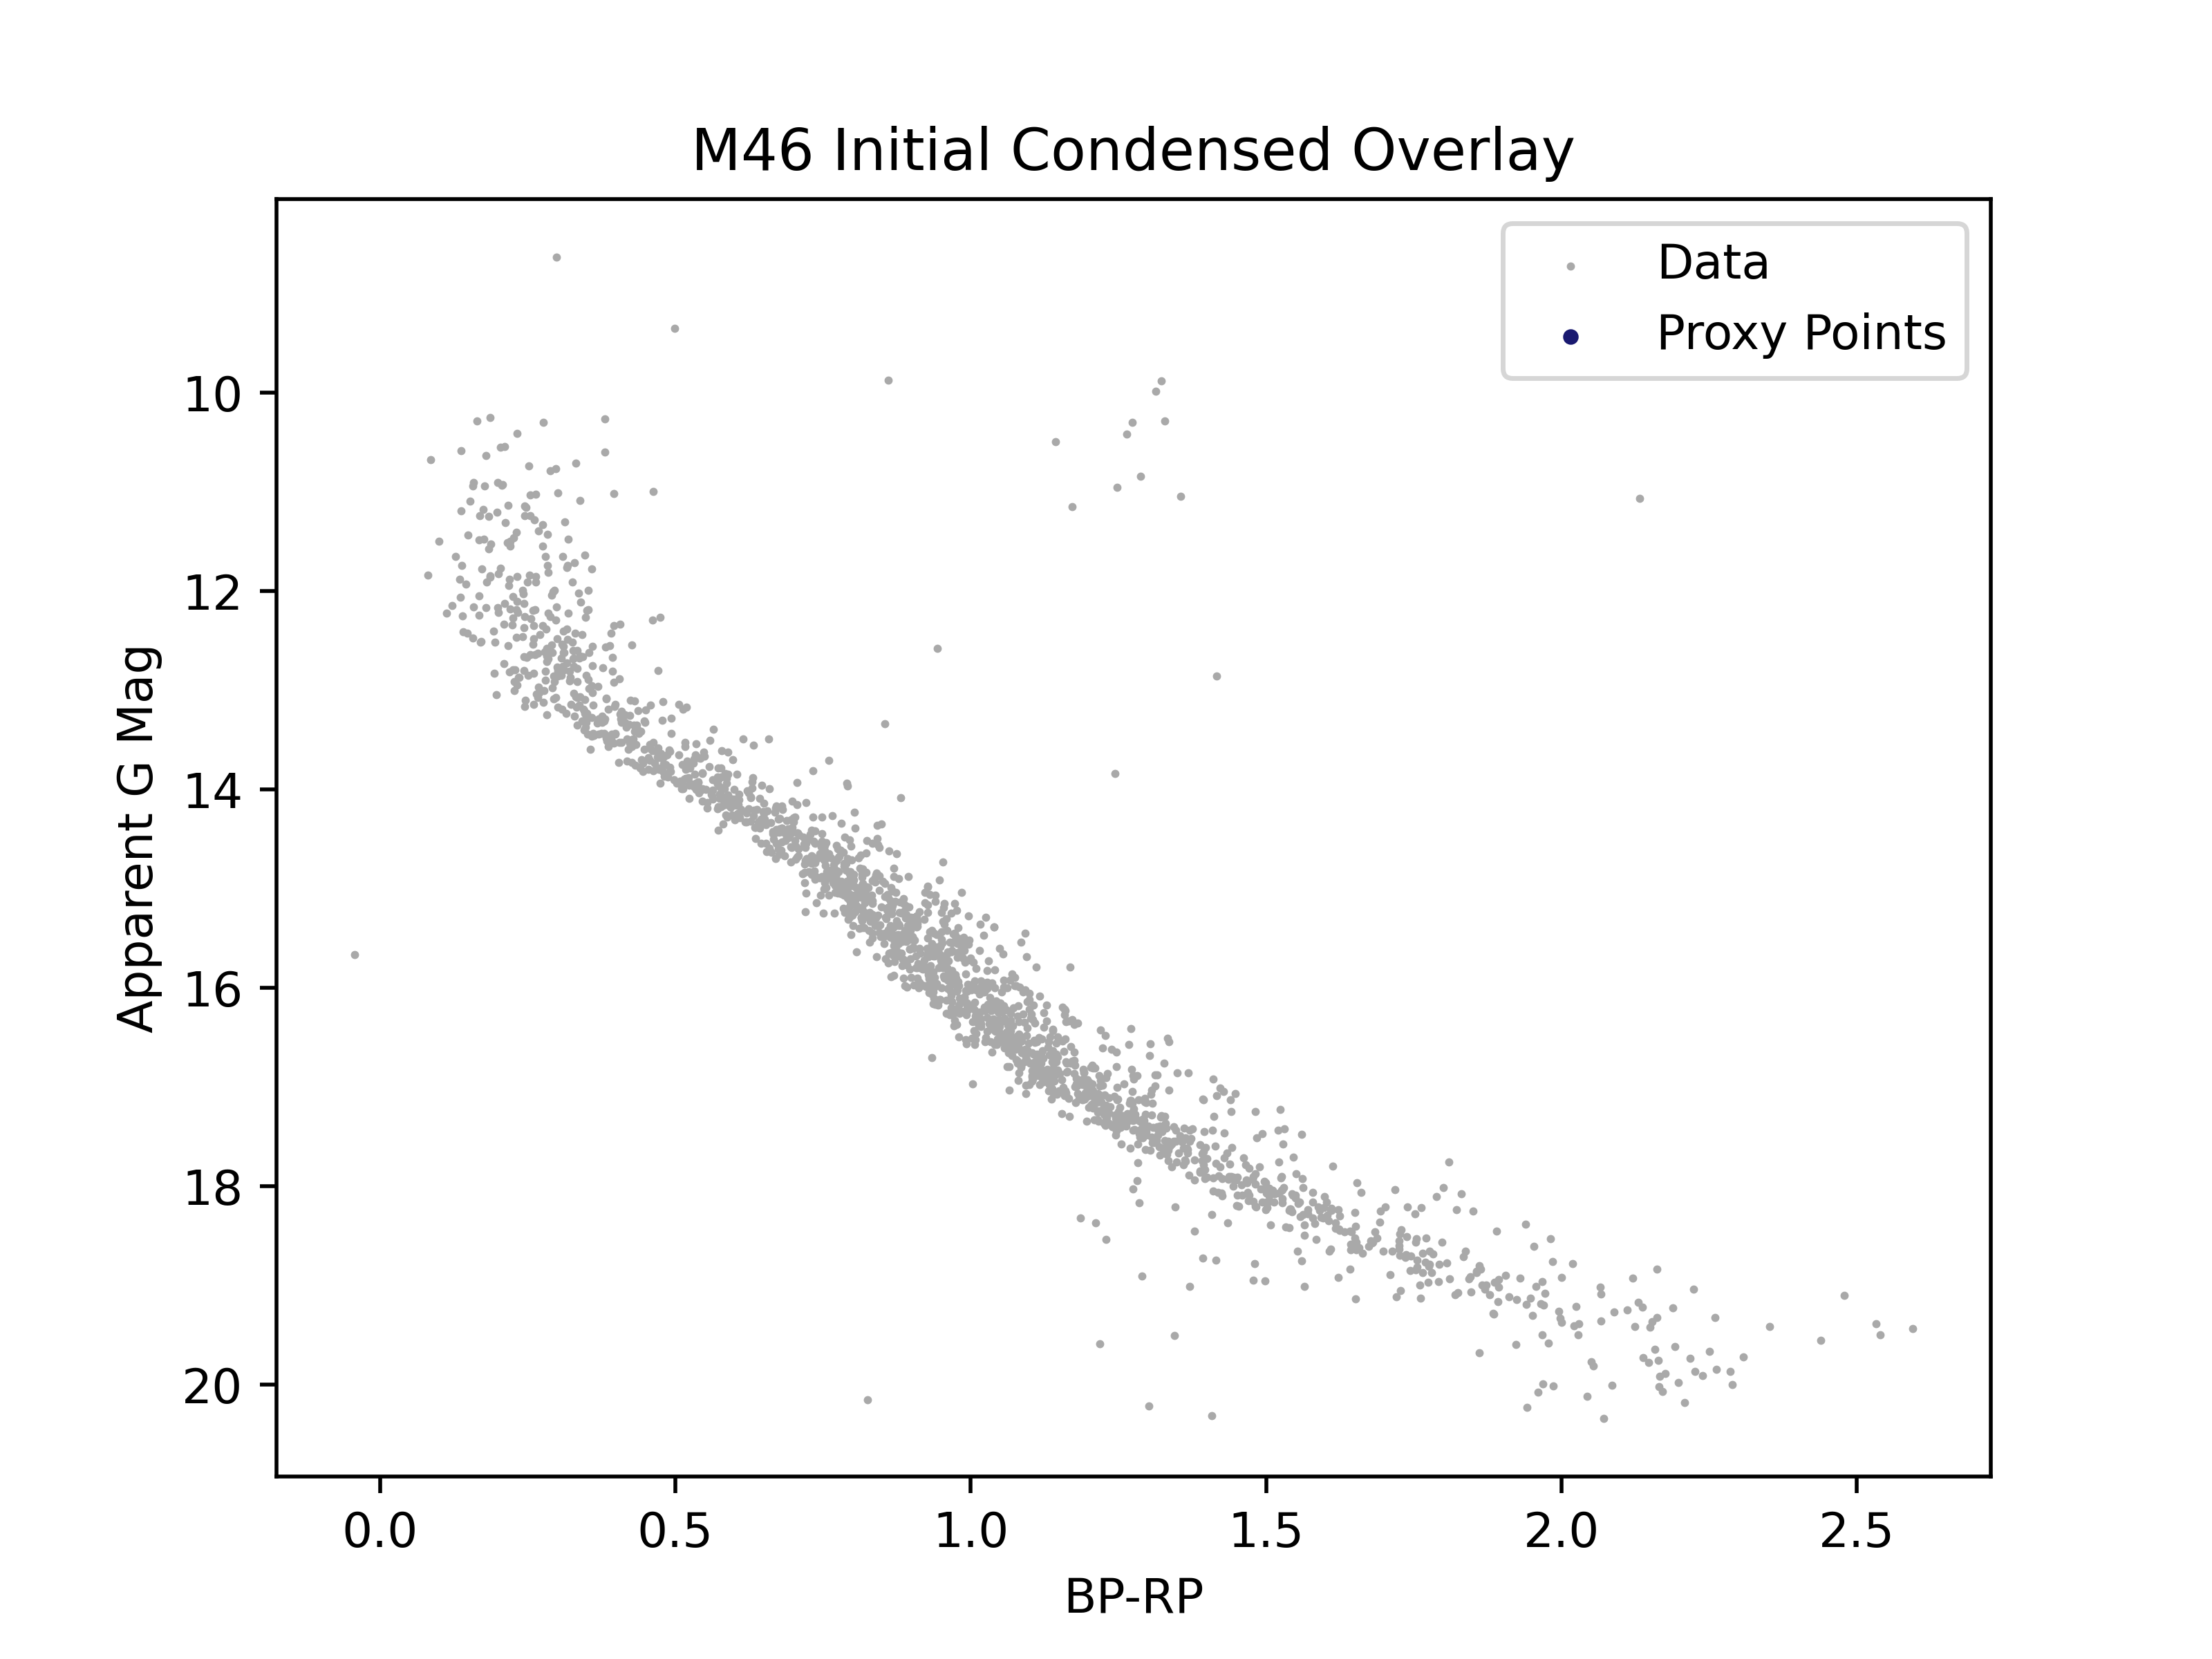 M46 Initial Condensed Overlay
Data
Proxy Points
10
12
14
16
18
20
Apparent G Mag
0.0 0.5 1.0 1.5 2.0 2.5
BP-RP